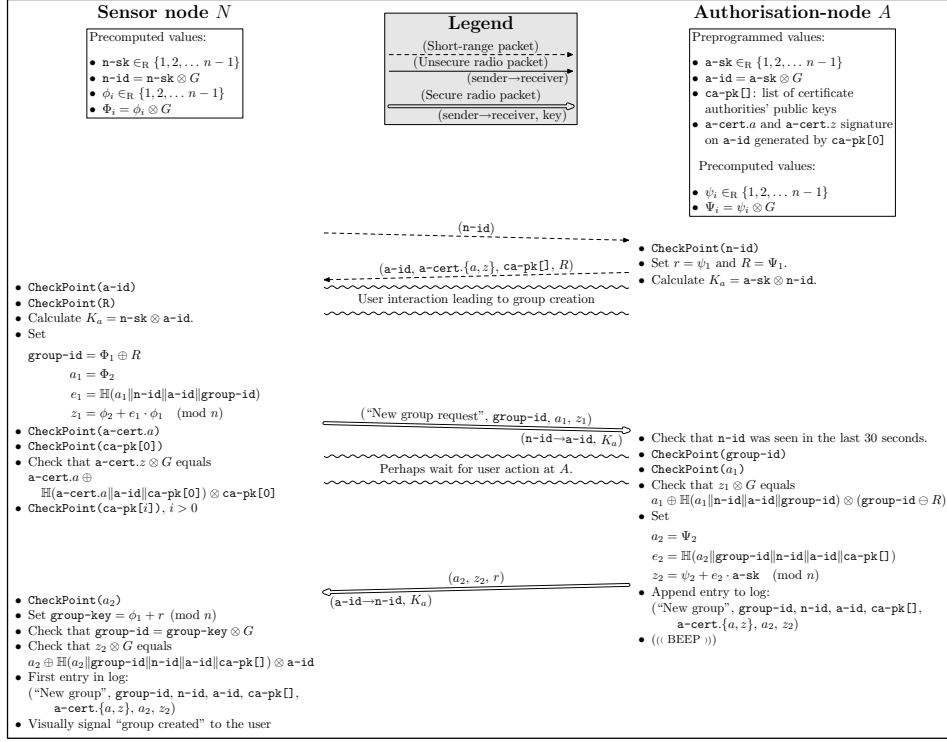 Sensor node N
Precomputed values:
• n-sk ∈R {1, 2, … n − 1}
• n-id = n-sk ⊗ G
• ϕi ∈R {1, 2, … n − 1}
• Φi = ϕi ⊗ G
Legend
(Short-range packet)
(Unsecure radio packet)
(sender→receiver)
(Secure radio packet)
(sender→receiver, key)
Authorisation-node A
Preprogrammed values:
• a-sk ∈R {1, 2, … n − 1}
• a-id = a-sk ⊗ G
• ca-pk[]: list of certificate
authorities' public keys
• a-cert.a and a-cert.z signature
on a-id generated by ca-pk[0]
Precomputed values:
• ψi ∈R {1, 2, … n − 1}
• Ψi = ψi ⊗ G
(n-id)
• CheckPoint(n-id)
• Set r = ψ1 and R = Ψ1.
• Calculate Ka = a-sk ⊗ n-id.
(a-id, a-cert.{a, z}, ca-pk[], R)
User interaction leading to group creation
• CheckPoint(a-id)
• CheckPoint(R)
• Calculate Ka = n-sk ⊗ a-id.
• Set
group-id = Φ1 ⊕ R
a1 = Φ2
e1 = ℍ(a1‖n-id‖a-id‖group-id)
z1 = ϕ2 + e1 · ϕ1 (mod n)
• CheckPoint(a-cert.a)
• CheckPoint(ca-pk[0])
• Check that a-cert.z ⊗ G equals
a-cert.a ⊕
ℍ(a-cert.a‖a-id‖ca-pk[0]) ⊗ ca-pk[0]
• CheckPoint(ca-pk[i]), i > 0
("New group request", group-id, a1, z1)
(n-id→a-id, Ka)
Perhaps wait for user action at A.
• Check that n-id was seen in the last 30 seconds.
• CheckPoint(group-id)
• CheckPoint(a1)
• Check that z1 ⊗ G equals
a1 ⊕ ℍ(a1‖n-id‖a-id‖group-id) ⊗ (group-id ⊖ R)
• Set
a2 = Ψ2
e2 = ℍ(a2‖group-id‖n-id‖a-id‖ca-pk[])
z2 = ψ2 + e2 · a-sk (mod n)
• Append entry to log:
("New group", group-id, n-id, a-id, ca-pk[],
a-cert.{a, z}, a2, z2)
• ((( BEEP )))
(a2, z2, r)
(a-id→n-id, Ka)
• CheckPoint(a2)
• Set group-key = ϕ1 + r (mod n)
• Check that group-id = group-key ⊗ G
• Check that z2 ⊗ G equals
a2 ⊕ ℍ(a2‖group-id‖n-id‖a-id‖ca-pk[]) ⊗ a-id
• First entry in log:
("New group", group-id, n-id, a-id, ca-pk[],
a-cert.{a, z}, a2, z2)
• Visually signal "group created" to the user